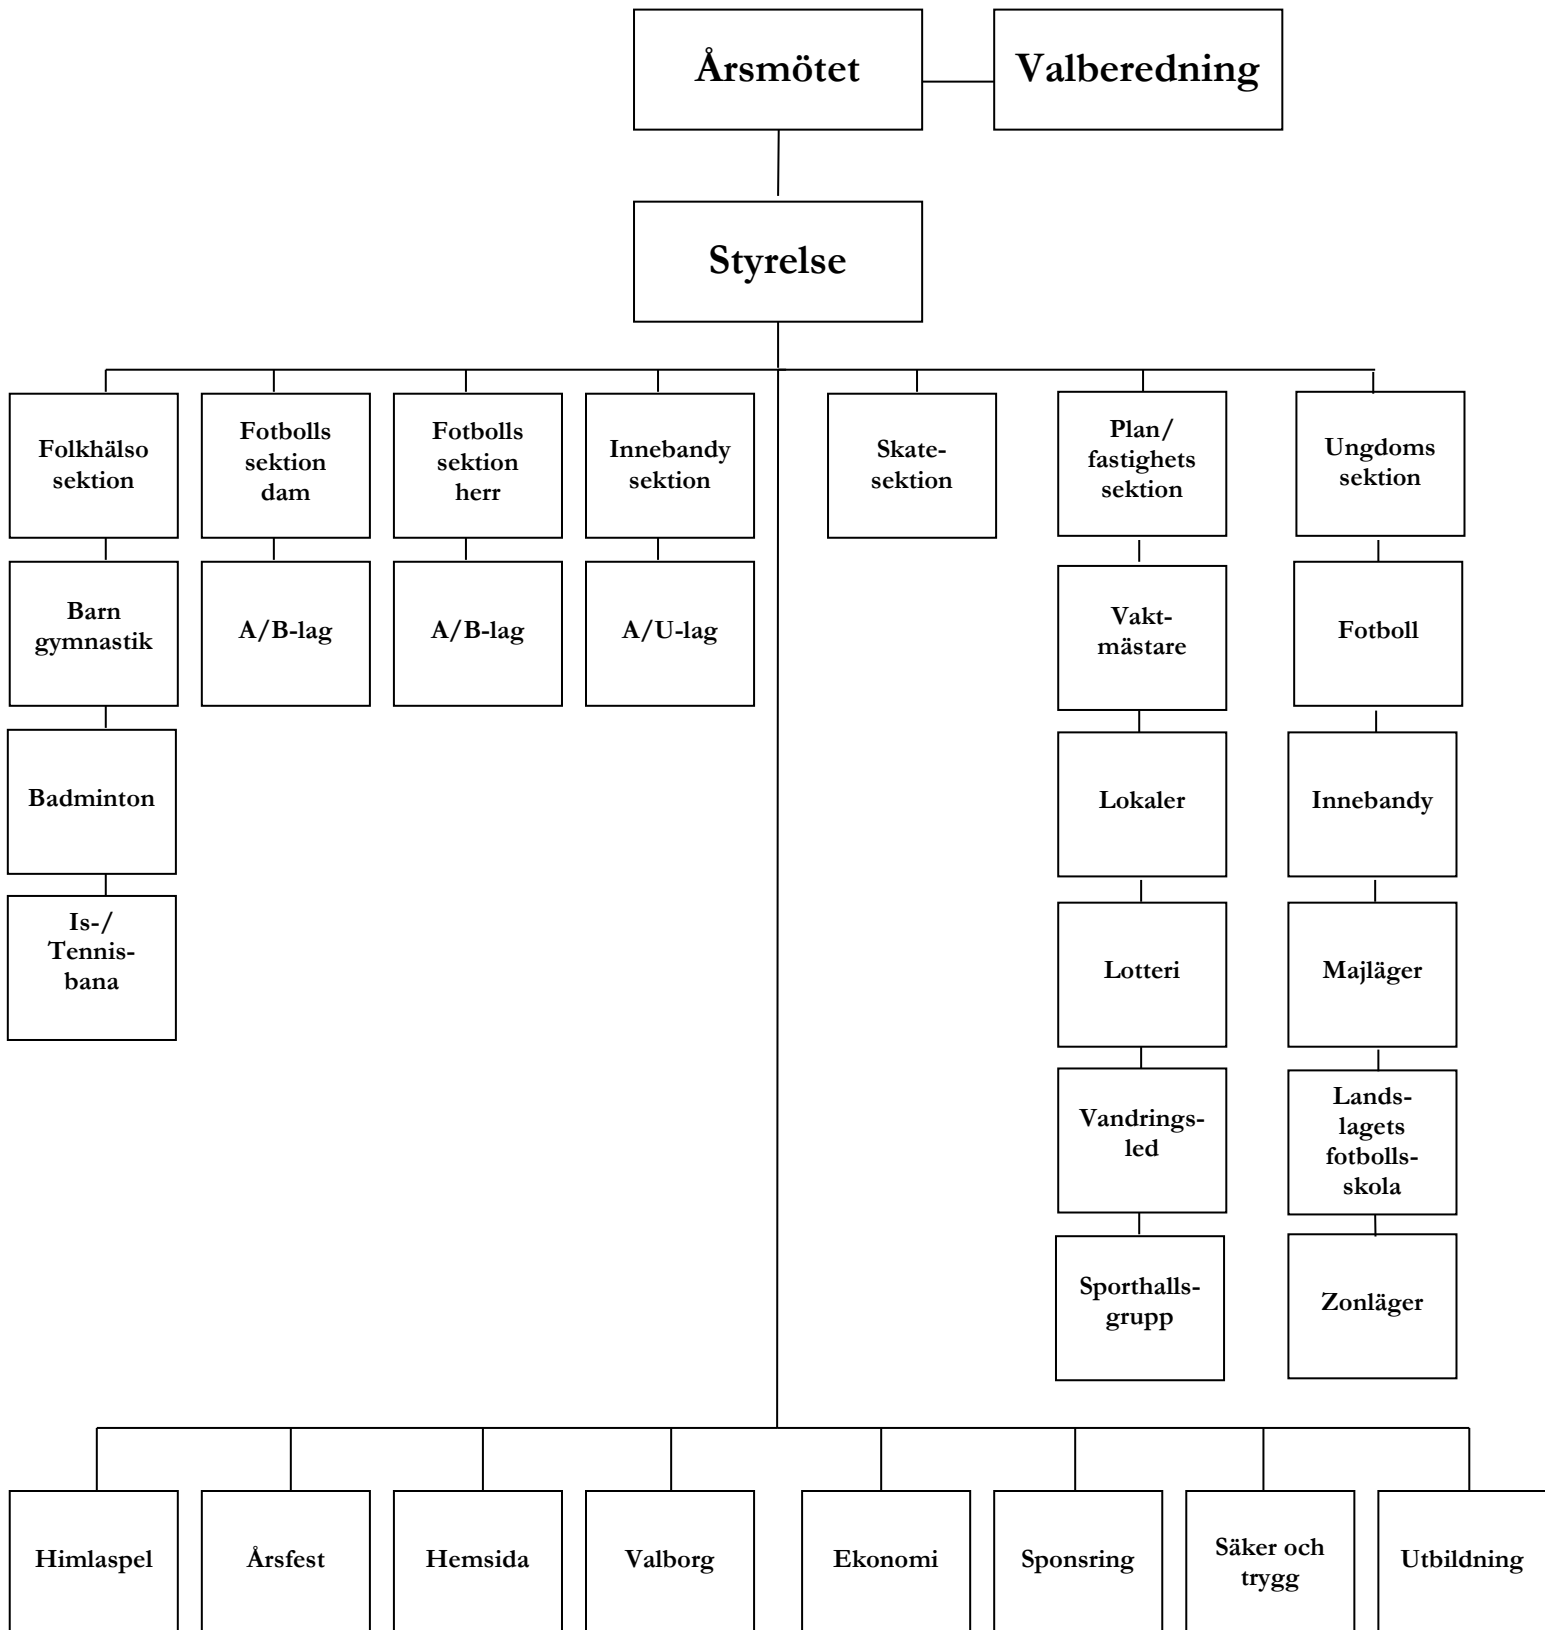 Årsmötet
Valberedning
Styrelse
Folkhälso
sektion
Fotbolls
sektion
dam
Fotbolls
sektion
herr
Innebandy
sektion
Skate-
sektion
Plan/
fastighets
sektion
Ungdoms
sektion
Barn
gymnastik
A/B-lag
A/B-lag
A/U-lag
Vakt-
mästare
Fotboll
Badminton
Lokaler
Innebandy
Is-/
Tennis-
bana
Lotteri
Majläger
Vandrings-
led
Lands-
lagets
fotbolls-
skola
Sporthalls-
grupp
Zonläger
Himlaspel
Årsfest
Hemsida
Valborg
Ekonomi
Sponsring
Säker och
trygg
Utbildning